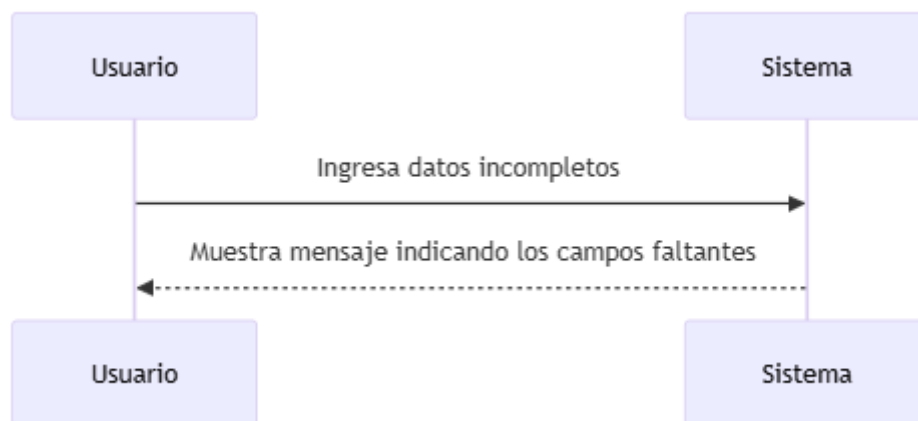 Usuario
Sistema
Ingresa datos incompletos
Muestra mensaje indicando los campos faltantes
Usuario
Sistema